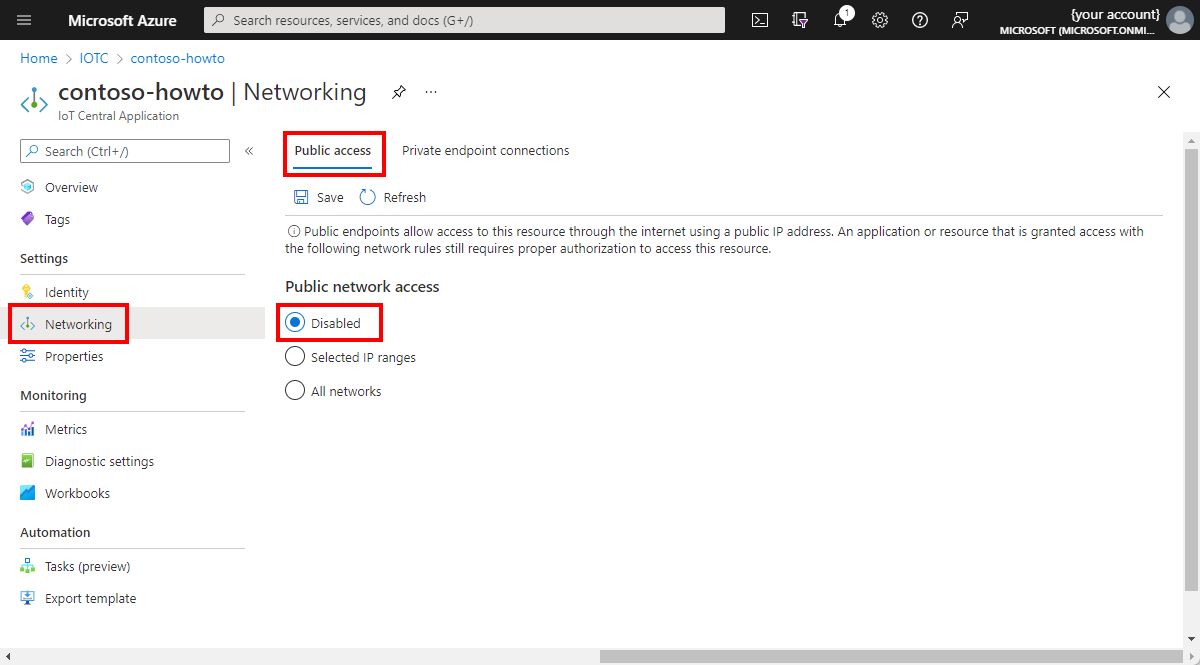 Microsoft Azure
Search resources, services, and docs (G+/)
1
{your account}
MICROSOFT (MICROSOFT.ONMI...
Home > IOTC > contoso-howto
contoso-howto | Networking
...
IoT Central Application
Search (Ctrl+/)
«
Overview
Tags
Settings
Identity
Networking
Properties
Monitoring
Metrics
Diagnostic settings
Workbooks
Automation
Tasks (preview)
Export template
Public access
Private endpoint connections
Save
Refresh
Public endpoints allow access to this resource through the internet using a public IP address. An application or resource that is granted access with
the following network rules still requires proper authorization to access this resource.
Public network access
Disabled
Selected IP ranges
All networks